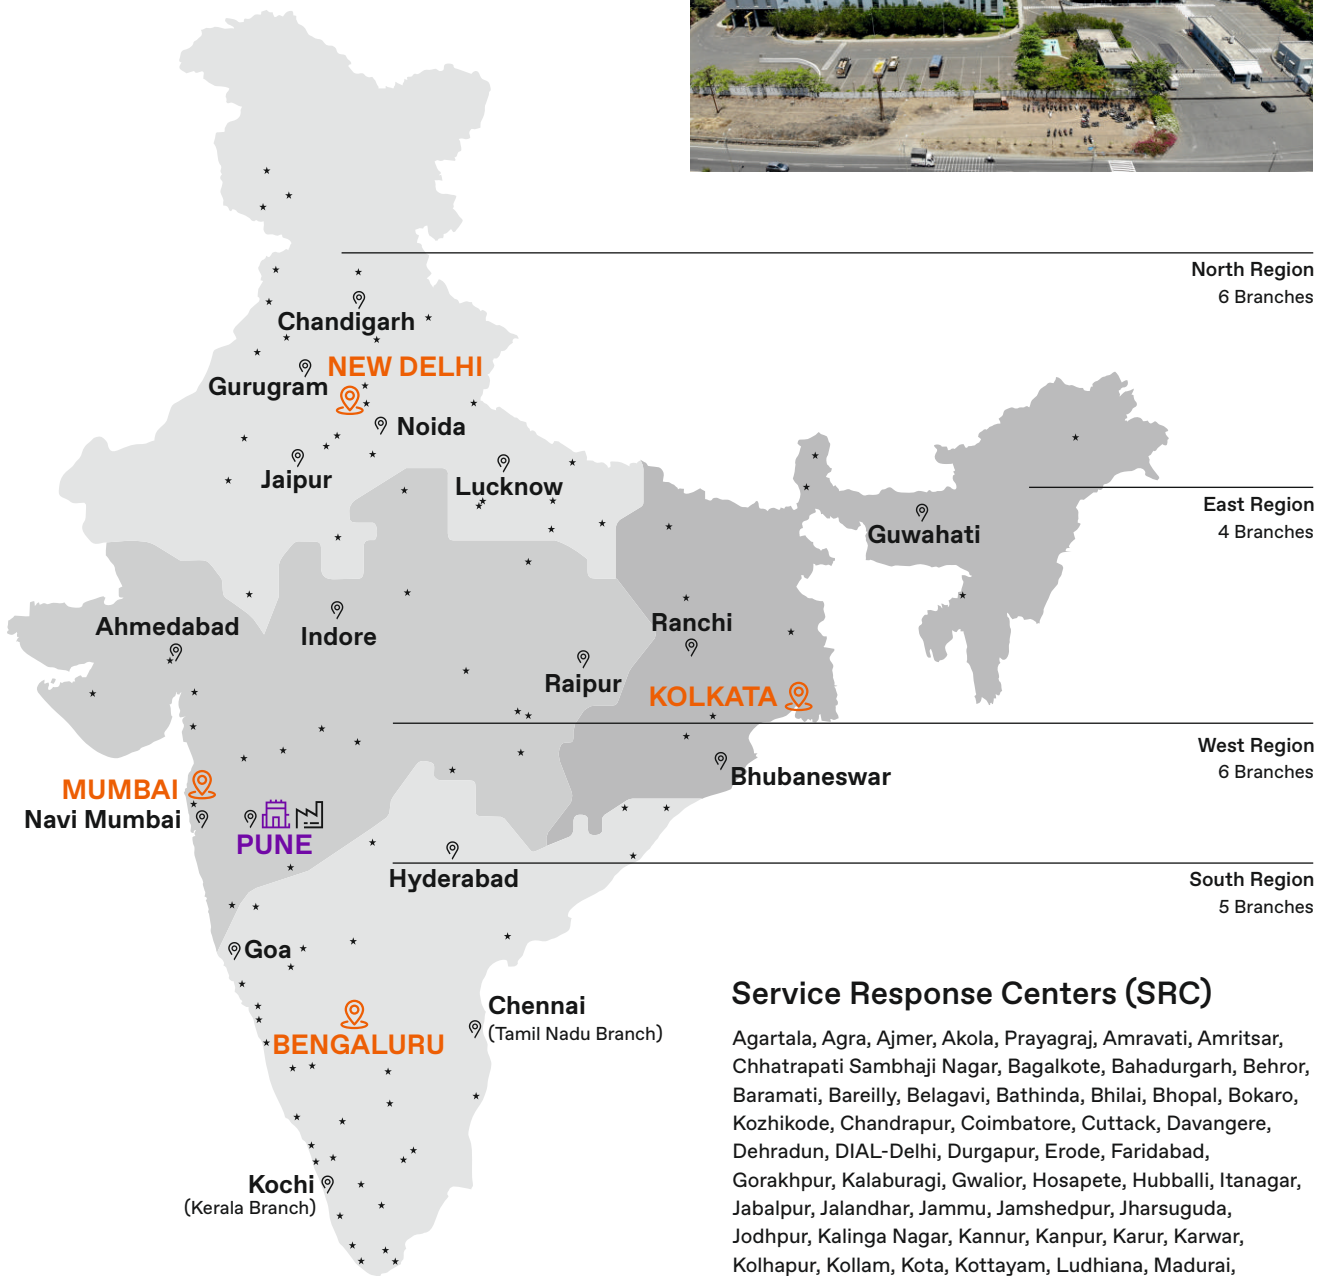 North Region
6 Branches
Chandigarh
NEW DELHI
Gurugram
Noida
Jaipur
Lucknow
East Region
4 Branches
Guwahati
Ahmedabad
Indore
Ranchi
Raipur
KOLKATA
West Region
6 Branches
Bhubaneswar
MUMBAI
Navi Mumbai
PUNE
Hyderabad
South Region
5 Branches
Goa
Chennai
(Tamil Nadu Branch)
BENGALURU
Kochi
(Kerala Branch)
Service Response Centers (SRC)
Agartala, Agra, Ajmer, Akola, Prayagraj, Amravati, Amritsar,
Chhatrapati Sambhaji Nagar, Bagalkote, Bahadurgarh, Behror,
Baramati, Bareilly, Belagavi, Bathinda, Bhilai, Bhopal, Bokaro,
Kozhikode, Chandrapur, Coimbatore, Cuttack, Davangere,
Dehradun, DIAL-Delhi, Durgapur, Erode, Faridabad,
Gorakhpur, Kalaburagi, Gwalior, Hosapete, Hubballi, Itanagar,
Jabalpur, Jalandhar, Jammu, Jamshedpur, Jharsuguda,
Jodhpur, Kalinga Nagar, Kannur, Kanpur, Karur, Karwar,
Kolhapur, Kollam, Kota, Kottayam, Ludhiana, Madurai,